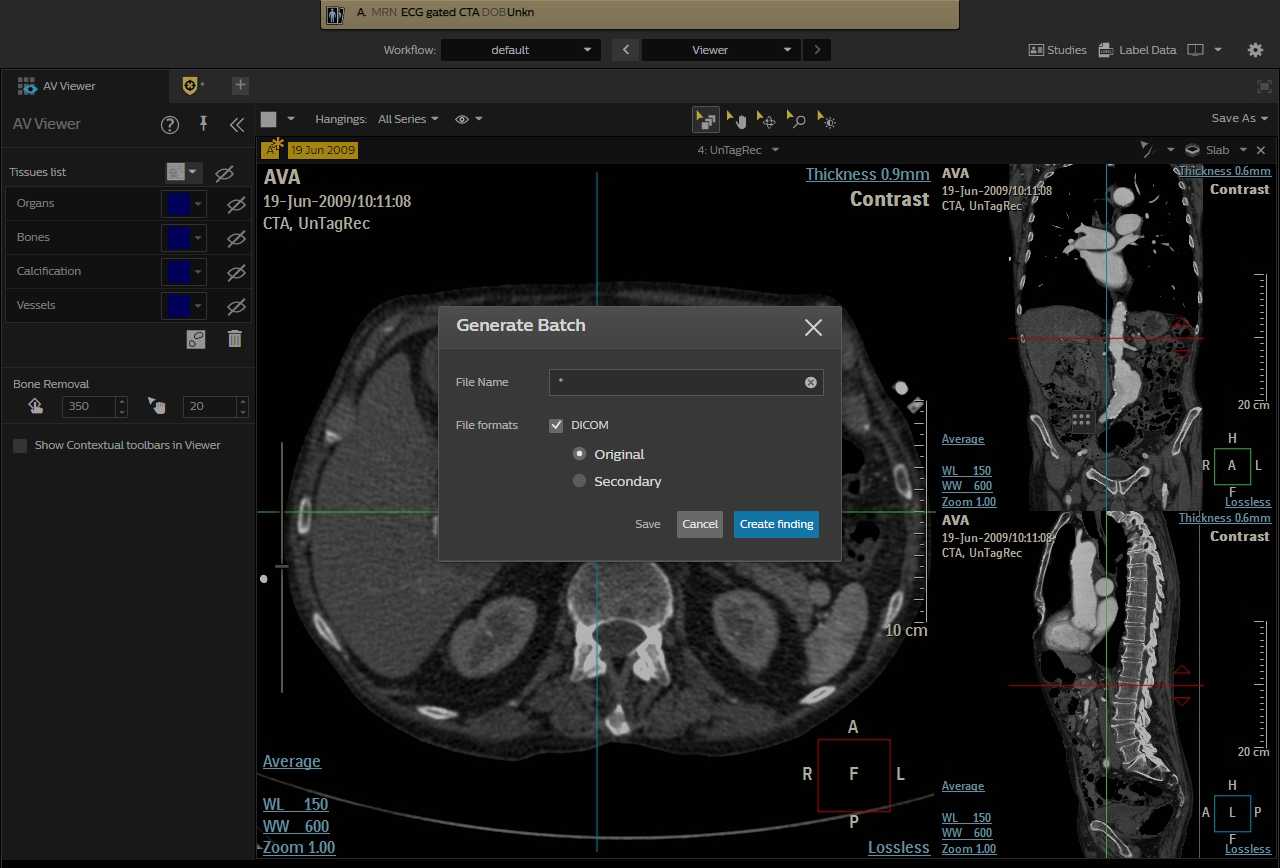 A. MRN ECG gated CTA DOB Unkn
Workflow: default Viewer Studies Label Data
AV Viewer
AV Viewer
Hangings: All Series Save As
A 19 Jun 2009 4: UnTagRec Slab
Tissues list
Organs
Bones
Calcification
Vessels
Bone Removal
350 20
Show Contextual toolbars in Viewer
AVA
19-Jun-2009/10:11:08
CTA, UnTagRec
Thickness 0.9mm
Contrast
Generate Batch
File Name *
File formats DICOM
Original
Secondary
Save Cancel Create finding
10 cm
Average
WL 150
WW 600
Zoom 1.00
A
R F L
P
Lossless
AVA
19-Jun-2009/10:11:08
CTA, UnTagRec
Thickness 0.6mm
Contrast
20 cm
Average
WL 150
WW 600
Zoom 1.00
H
R A L
F
Lossless
AVA
19-Jun-2009/10:11:08
CTA, UnTagRec
Thickness 0.6mm
Contrast
20 cm
Average
WL 150
WW 600
Zoom 1.00
H
A L P
F
Lossless